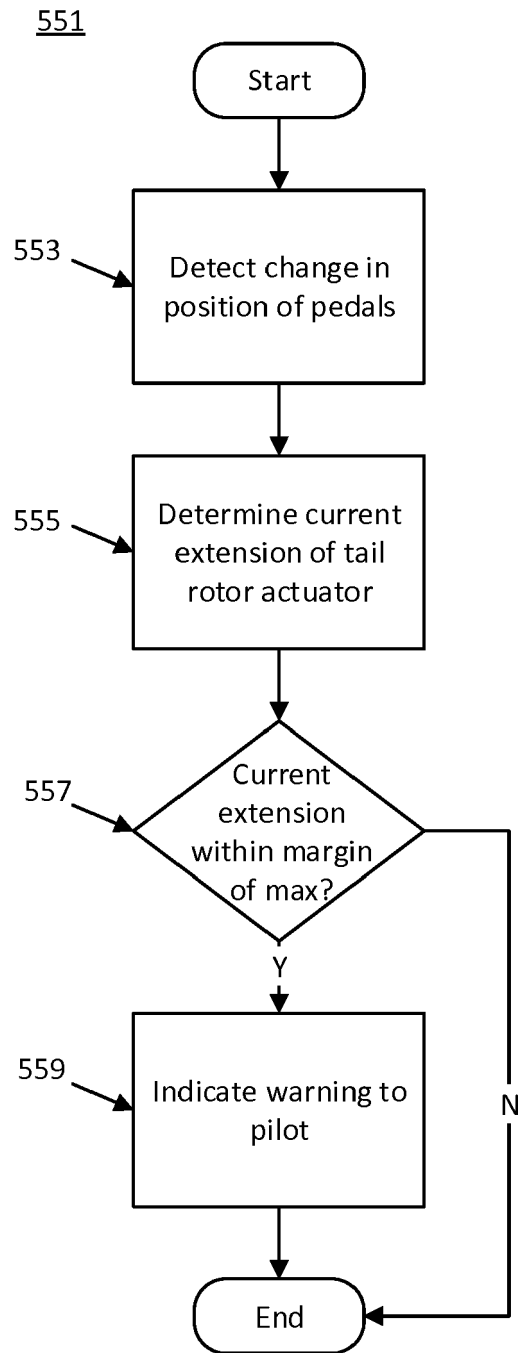 551
Start
553
Detect change in
position of pedals
555
Determine current
extension of tail
rotor actuator
557
Current
extension
within margin
of max?
Y
559
Indicate warning to
pilot
N
End